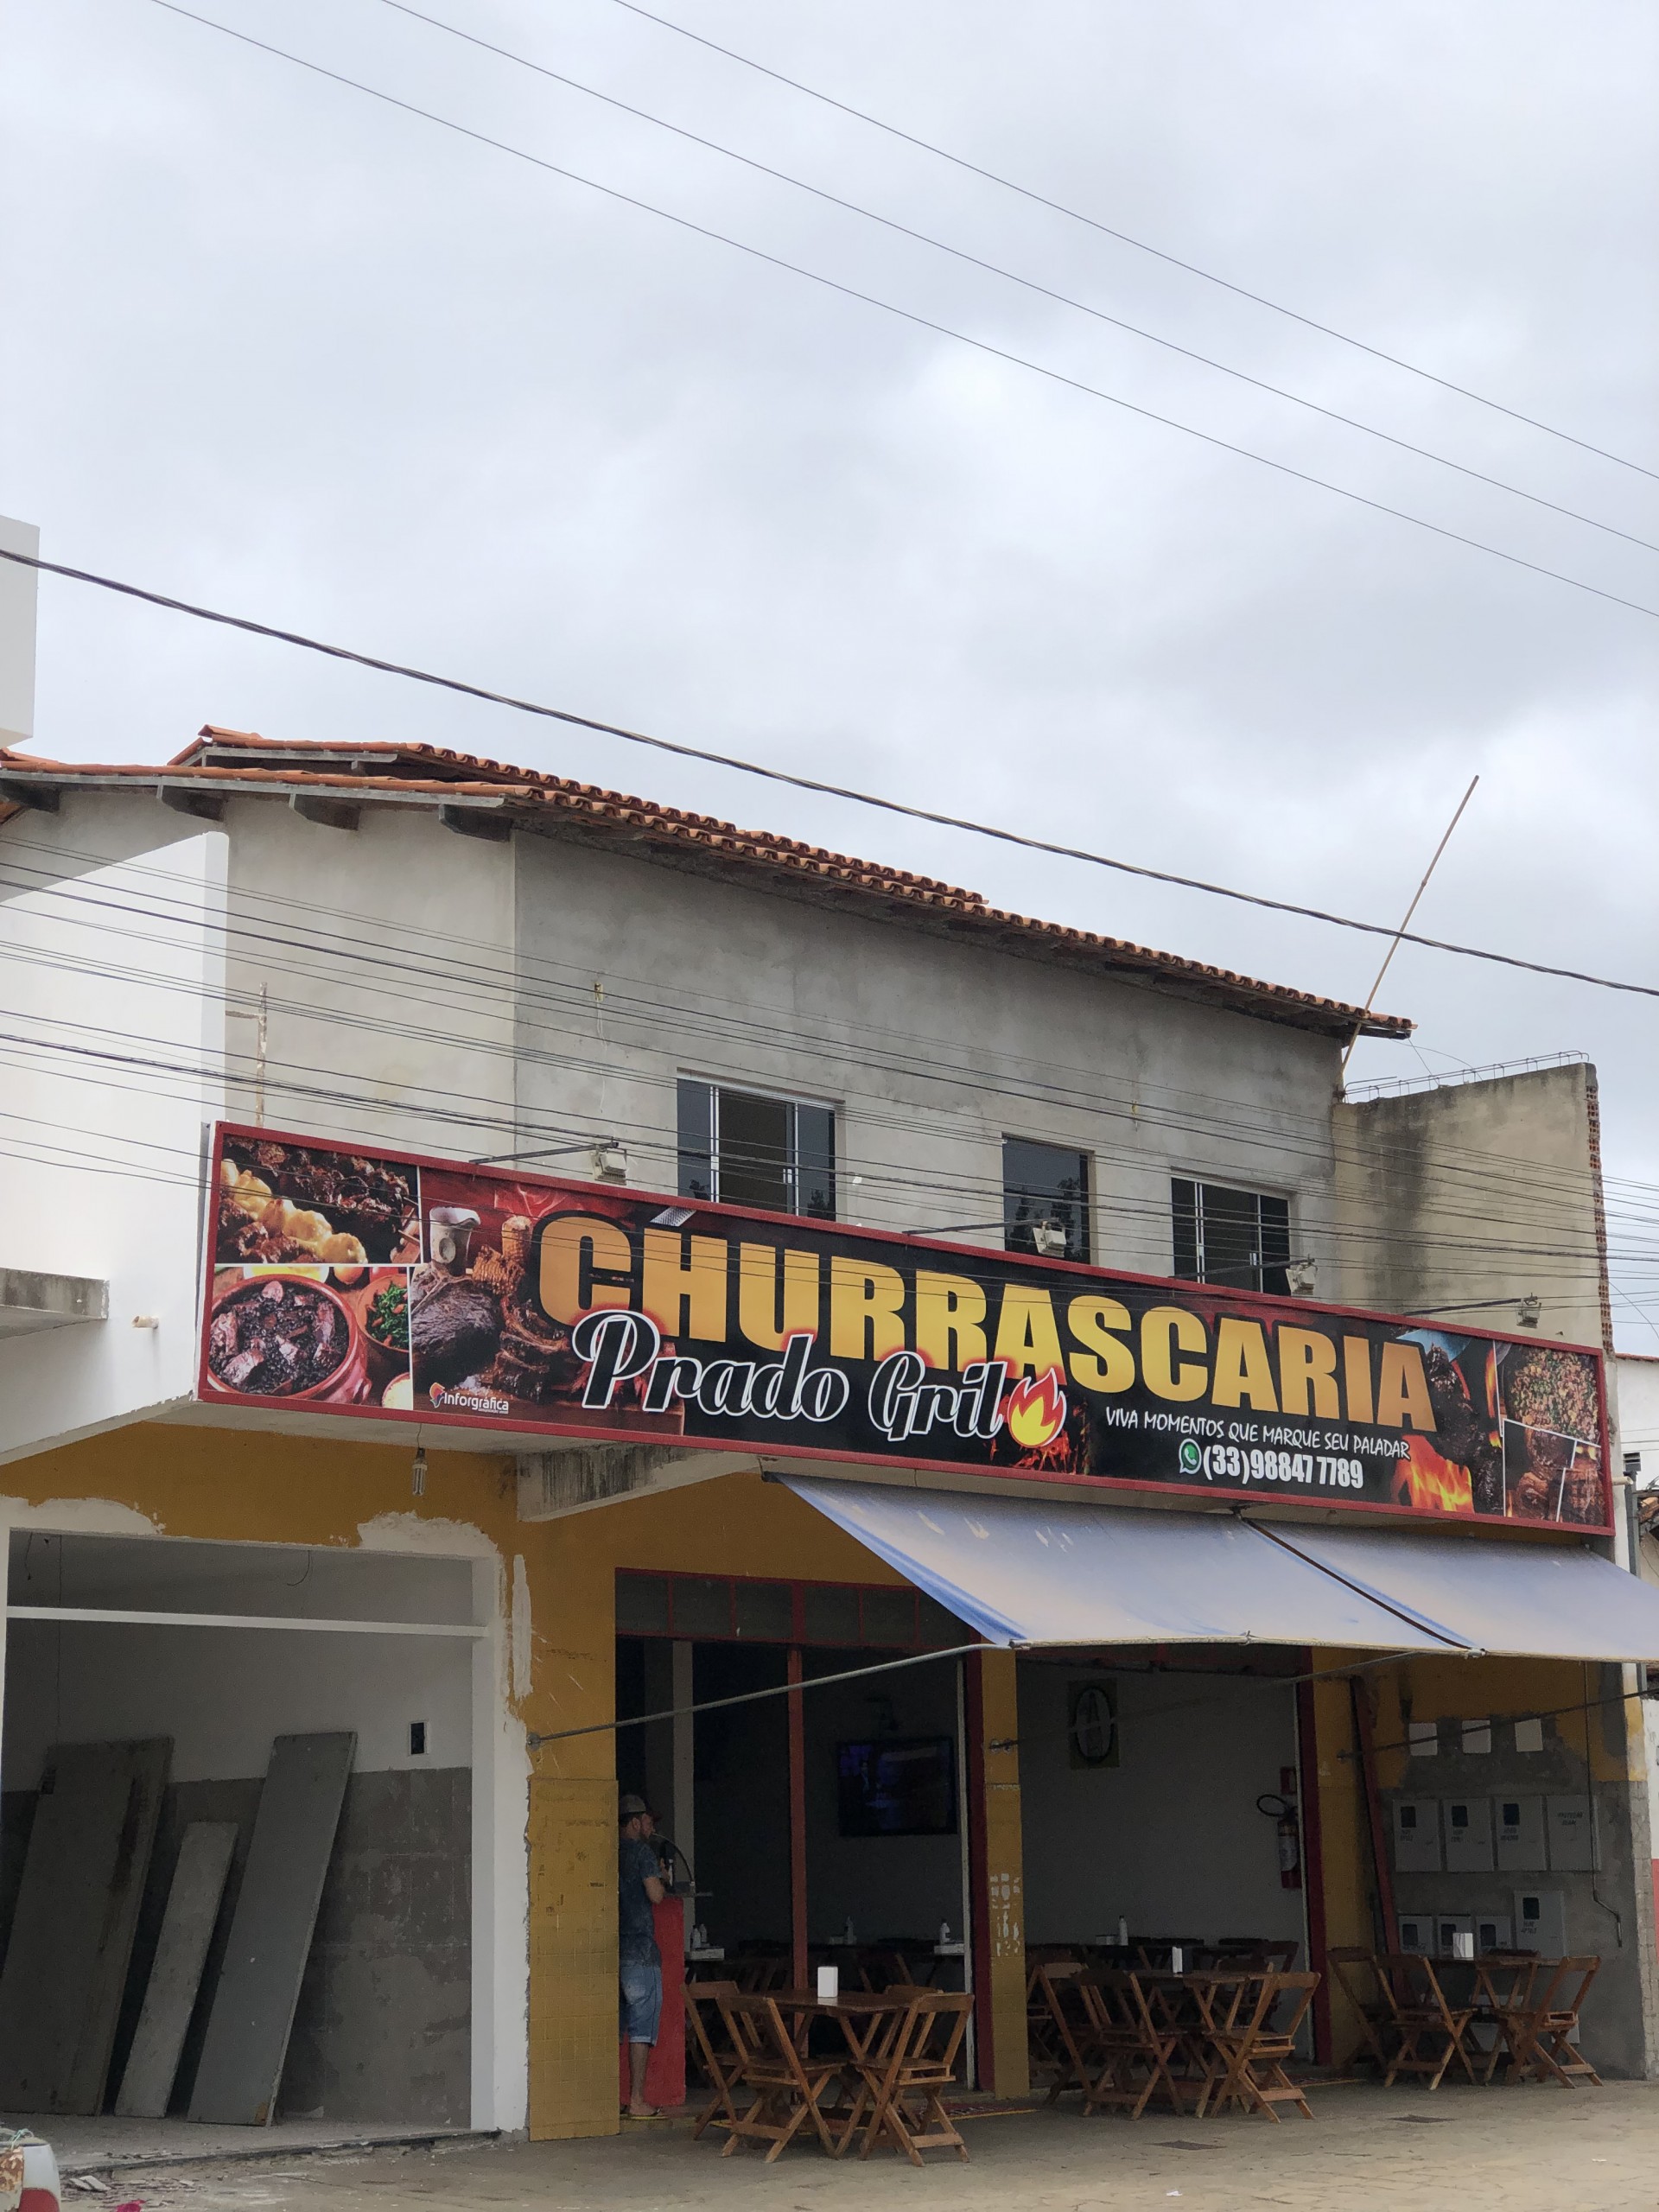 CHURRASCARIA
Prado Gril
VIVA MOMENTOS QUE MARQUE SEU PALADAR
(33)98847 7789
Inforgráfica